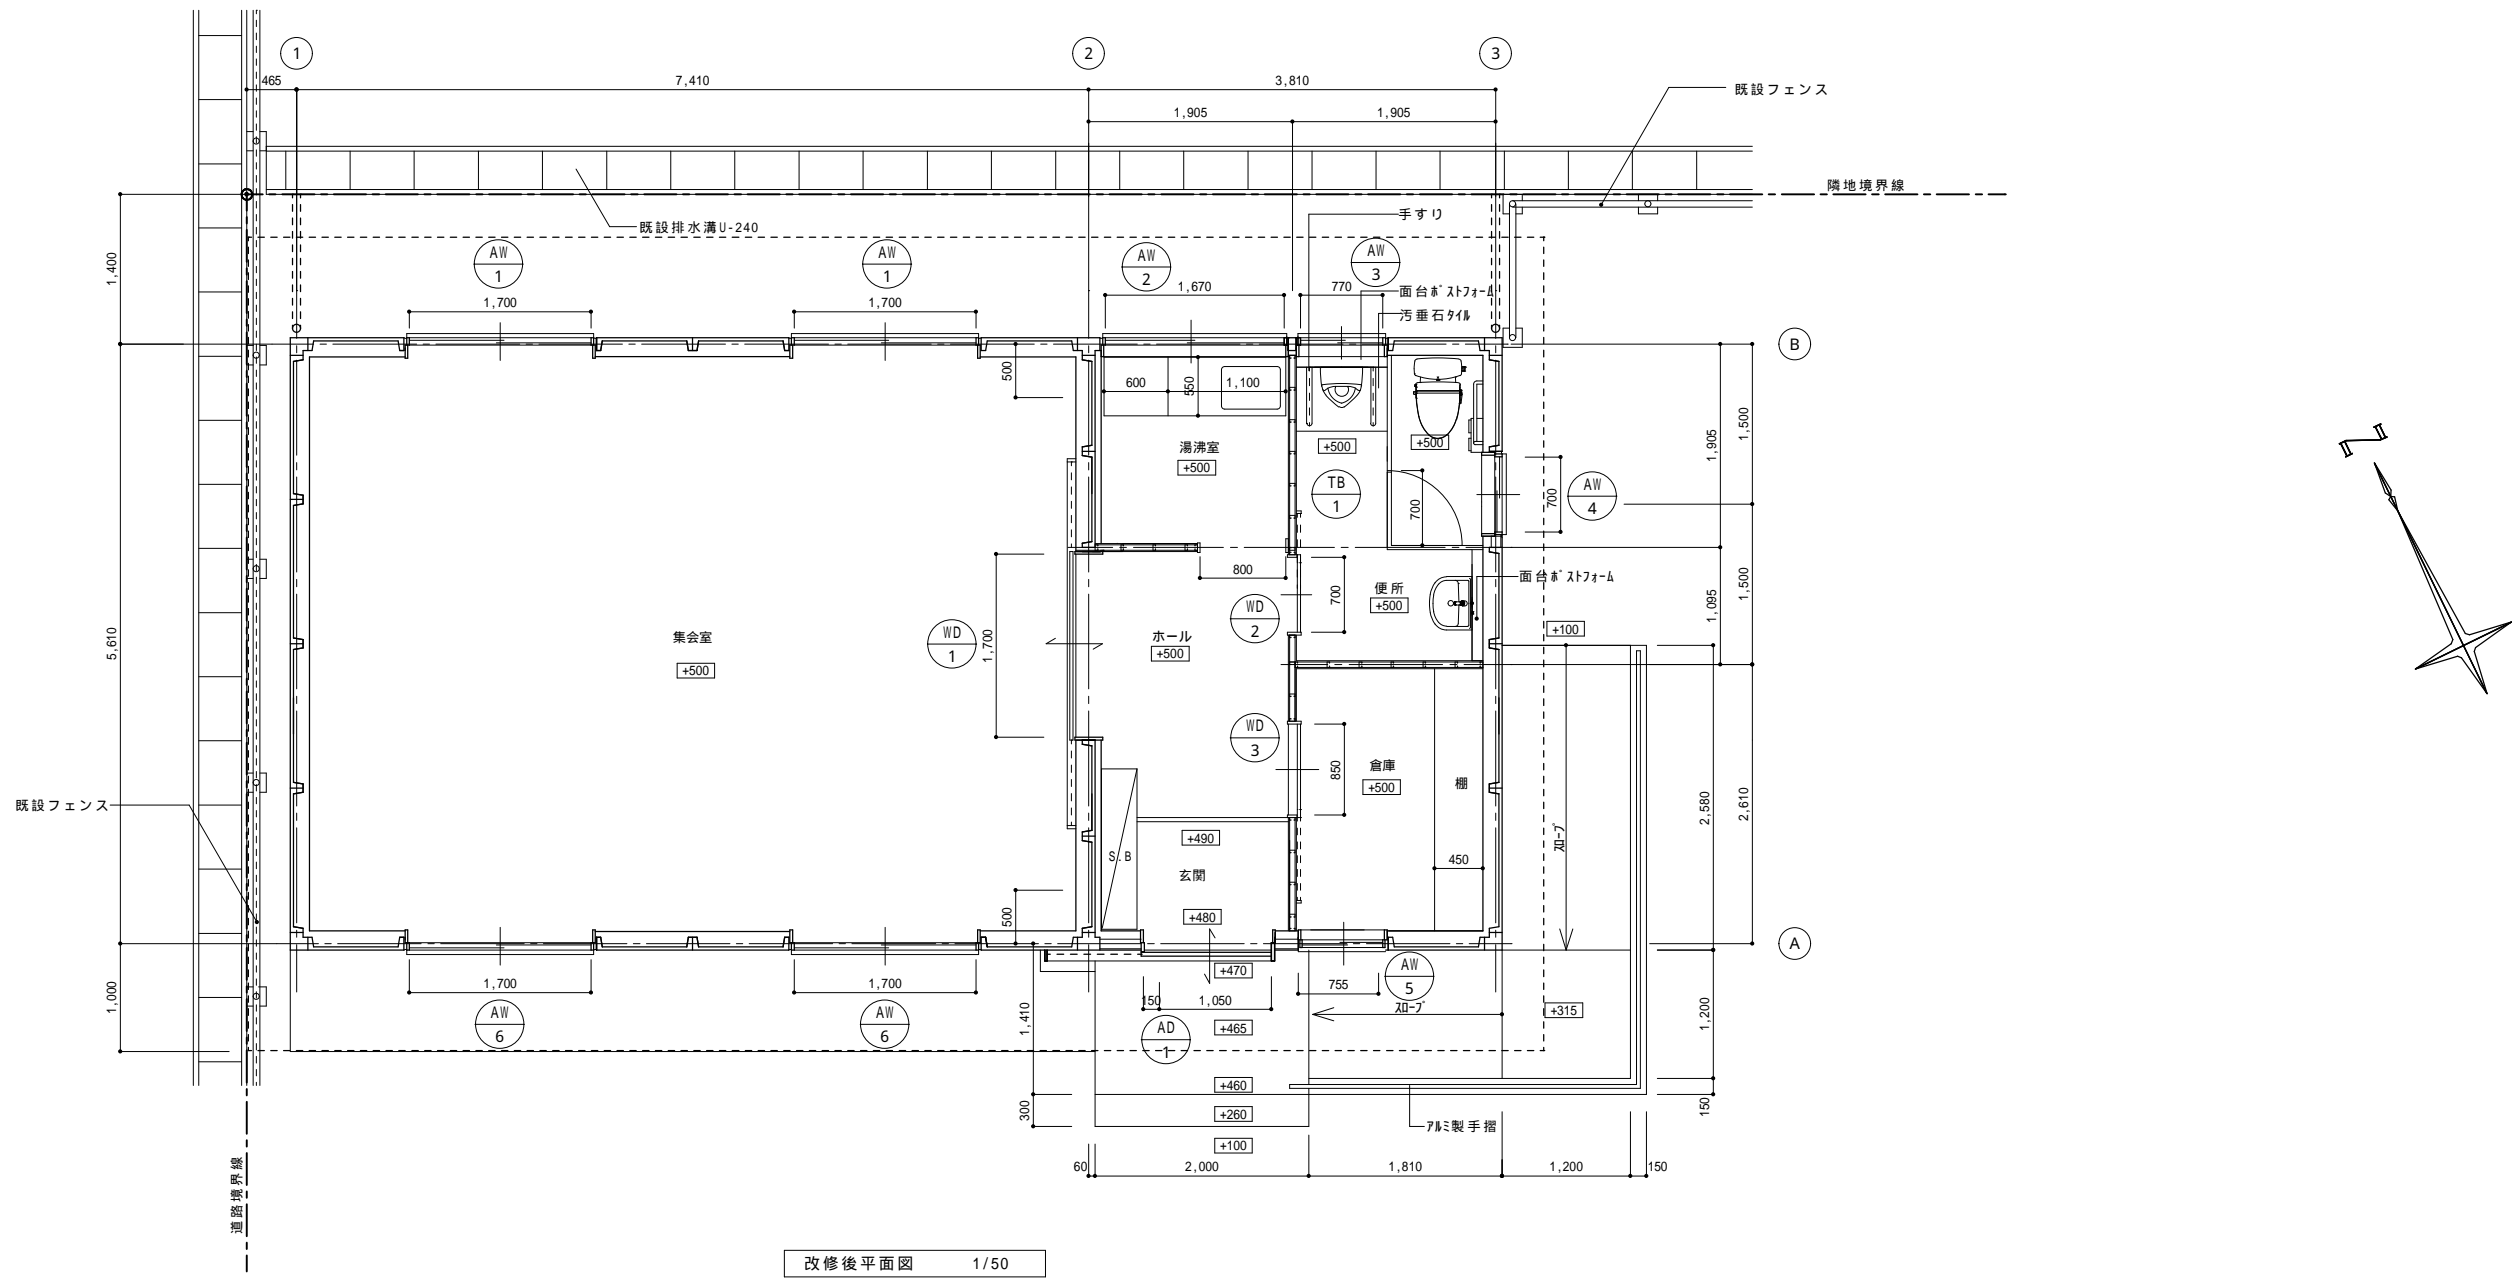 1
2
3
465
7,410
3,810
1,905
1,905
既設フェンス
隣地境界線
手すり
既設排水溝U-240
AW
1
AW
1
AW
2
AW
3
1,400
1,700
1,700
1,670
770
面台ポストフォーム
汚垂石タイル
B
500
600
550
1,100
湯沸室
+500
+500
+500
1,905
1,500
TB
1
700
700
AW
4
N
800
700
便所
+500
面台ポストフォーム
1,095
1,500
WD
2
5,610
集会室
+500
WD
1
1,700
ホール
+500
+100
WD
3
850
倉庫
+500
棚
2,580
2,610
既設フェンス
スロープ
+490
S.B
玄関
450
500
+480
A
+470
1,700
1,700
150
1,050
755
AW
5
スロープ
+315
1,000
AW
6
AW
6
1,410
AD
1
+465
1,200
+460
300
+260
150
アルミ製手摺
+100
60
2,000
1,810
1,200
150
道路境界線
改修後平面図 1/50